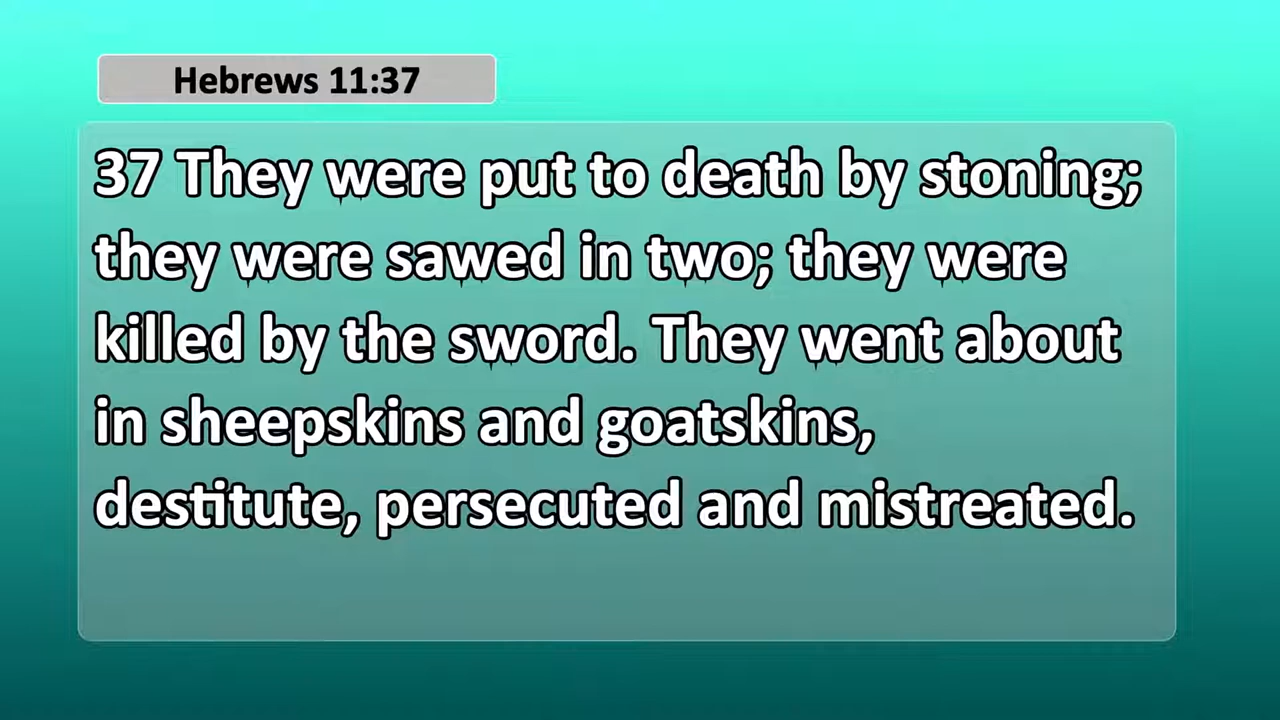 Hebrews 11:37
37 They were put to death by stoning;
they were sawed in two; they were
killed by the sword. They went about
in sheepskins and goatskins,
destitute, persecuted and mistreated.